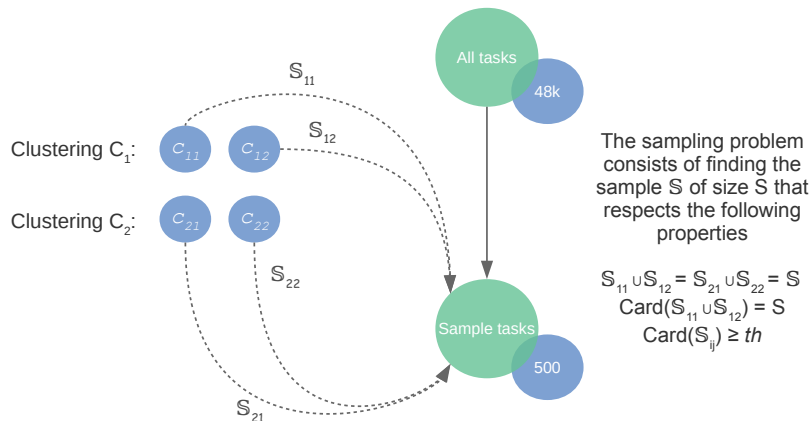 All tasks
48k
𝕊11
𝕊12
Clustering C1:
C11
C12
Clustering C2:
C21
C22
𝕊22
𝕊21
Sample tasks
500
The sampling problem
consists of finding the
sample 𝕊 of size S that
respects the following
properties
𝕊11 ∪ 𝕊12 = 𝕊21 ∪ 𝕊22 = 𝕊
Card(𝕊11 ∪ 𝕊12) = S
Card(𝕊ij) ≥ th